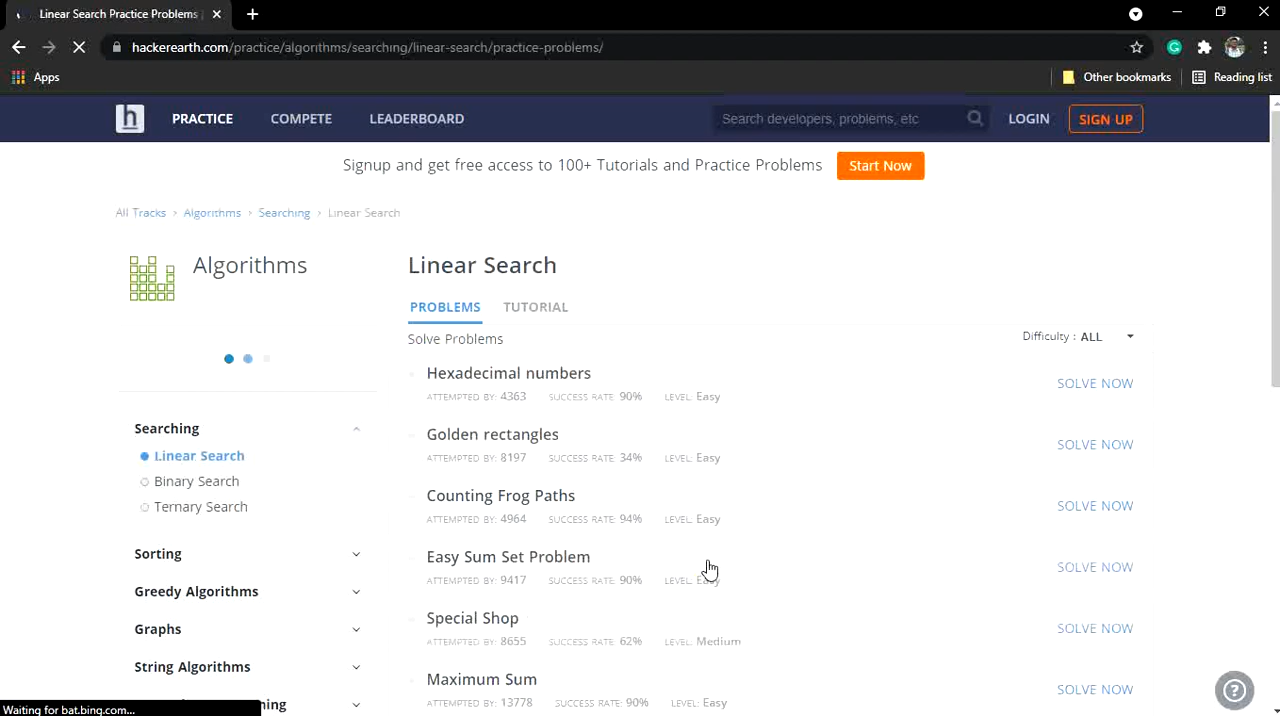 Linear Search Practice Problems
hackerearth.com/practice/algorithms/searching/linear-search/practice-problems/
Apps
Other bookmarks
Reading list
h
PRACTICE
COMPETE
LEADERBOARD
Search developers, problems, etc
LOGIN
SIGN UP
Signup and get free access to 100+ Tutorials and Practice Problems
Start Now
All Tracks > Algorithms > Searching > Linear Search
Algorithms
Searching
Linear Search
Binary Search
Ternary Search
Sorting
Greedy Algorithms
Graphs
String Algorithms
Linear Search
PROBLEMS
TUTORIAL
Solve Problems
Difficulty : ALL
Hexadecimal numbers
ATTEMPTED BY: 4363 SUCCESS RATE: 90% LEVEL: Easy
SOLVE NOW
Golden rectangles
ATTEMPTED BY: 8197 SUCCESS RATE: 34% LEVEL: Easy
SOLVE NOW
Counting Frog Paths
ATTEMPTED BY: 4964 SUCCESS RATE: 94% LEVEL: Easy
SOLVE NOW
Easy Sum Set Problem
ATTEMPTED BY: 9417 SUCCESS RATE: 90% LEVEL: Easy
SOLVE NOW
Special Shop
ATTEMPTED BY: 8655 SUCCESS RATE: 62% LEVEL: Medium
SOLVE NOW
Maximum Sum
ATTEMPTED BY: 13778 SUCCESS RATE: 90% LEVEL: Easy
SOLVE NOW
Waiting for bat.bing.com...